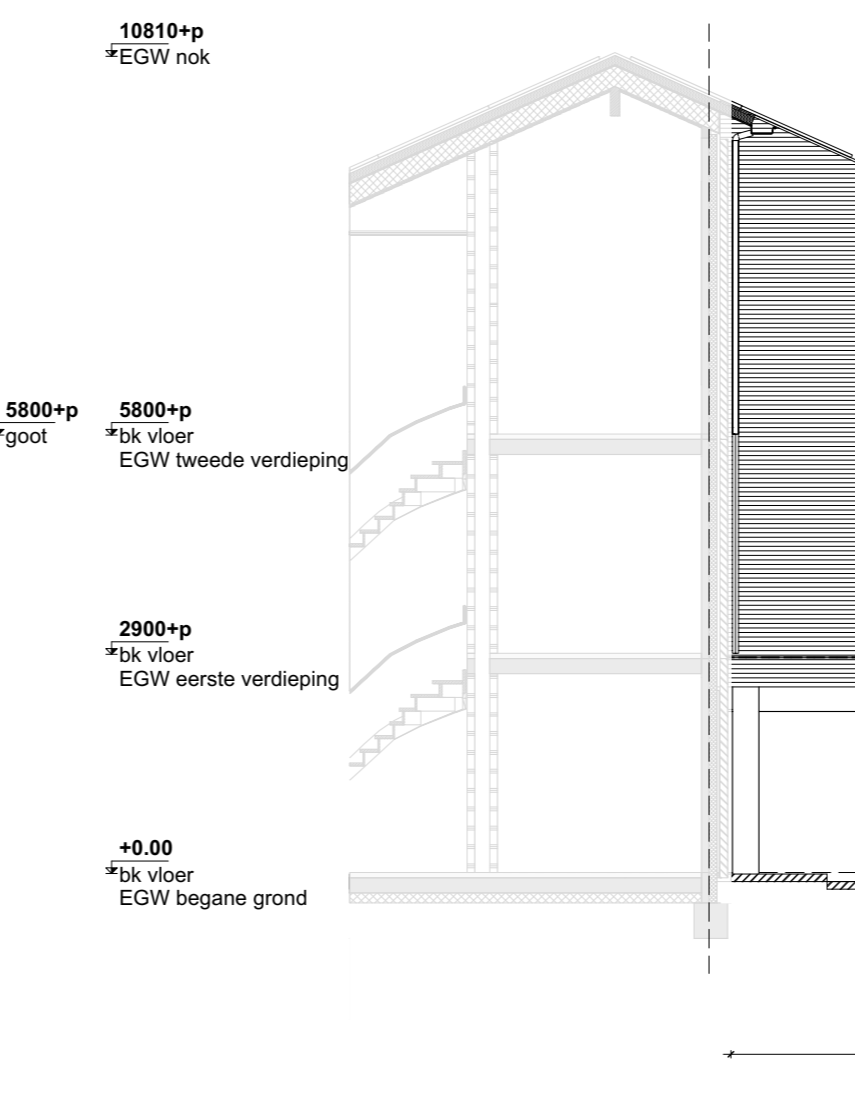 10810+p
EGW nok
5800+p
goot
5800+p
bk vloer
EGW tweede verdieping
2900+p
bk vloer
EGW eerste verdieping
+0.00
bk vloer
EGW begane grond